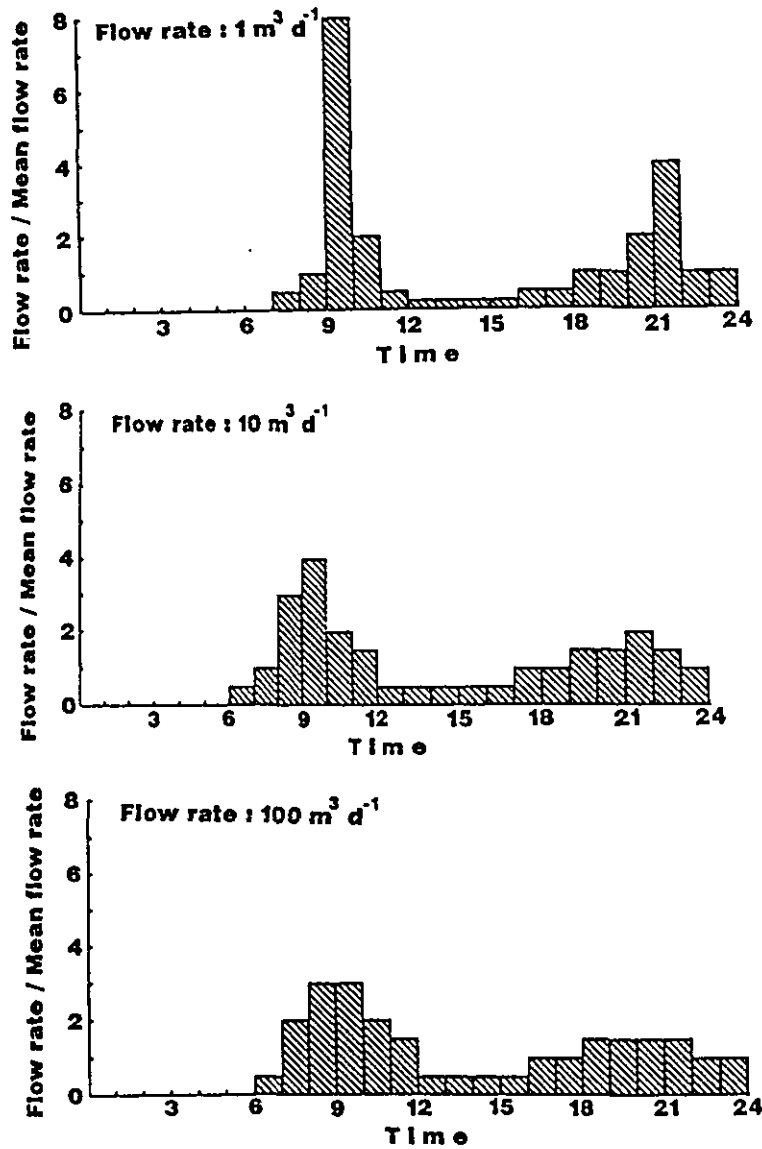 Flow rate : 1 m³ d⁻¹
Flow rate / Mean flow rate
8
6
4
2
0
3 6 9 12 15 18 21 24
Time
Flow rate : 10 m³ d⁻¹
Flow rate / Mean flow rate
8
6
4
2
0
3 6 9 12 15 18 21 24
Time
Flow rate : 100 m³ d⁻¹
Flow rate / Mean flow rate
8
6
4
2
0
3 6 9 12 15 18 21 24
Time